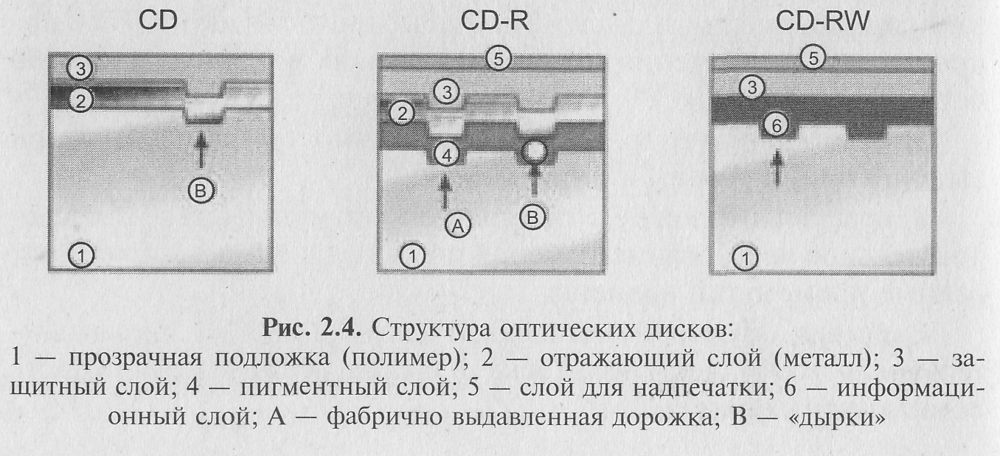 CD CD-R CD-RW
3 2 B 1
5 3 2 4 A B 1
5 3 6 1
Рис. 2.4. Структура оптических дисков:
1 — прозрачная подложка (полимер); 2 — отражающий слой (металл); 3 — за-
щитный слой; 4 — пигментный слой; 5 — слой для надпечатки; 6 — информаци-
онный слой; А — фабрично выдавленная дорожка; В — «дырки»